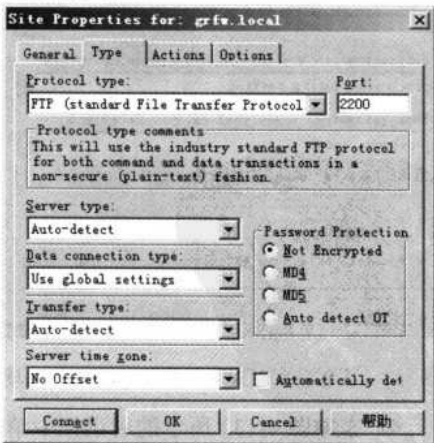 Site Properties for: grfw.local
General Type Actions Options
Protocol type: Port:
FTP (standard File Transfer Protocol 2200
Protocol type comments
This will use the industry standard FTP protocol
for both command and data transactions in a
non-secure (plain-text) fashion.
Server type:
Auto-detect
Password Protection
Not Encrypted
MD4
MD5
Auto detect OT
Data connection type:
Use global settings
Transfer type:
Auto-detect
Server time zone:
No Offset
Automatically det
Connect OK Cancel 帮助